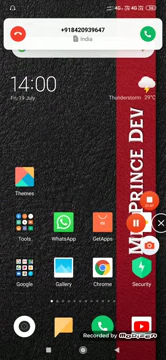 +918420939647
India
14:00
Fri 19 July
Thunderstorm 29°C
Mr Prince Dev
Themes
Tools
WhatsApp
GetApps
Google
Gallery
Chrome
Security
Recorded by